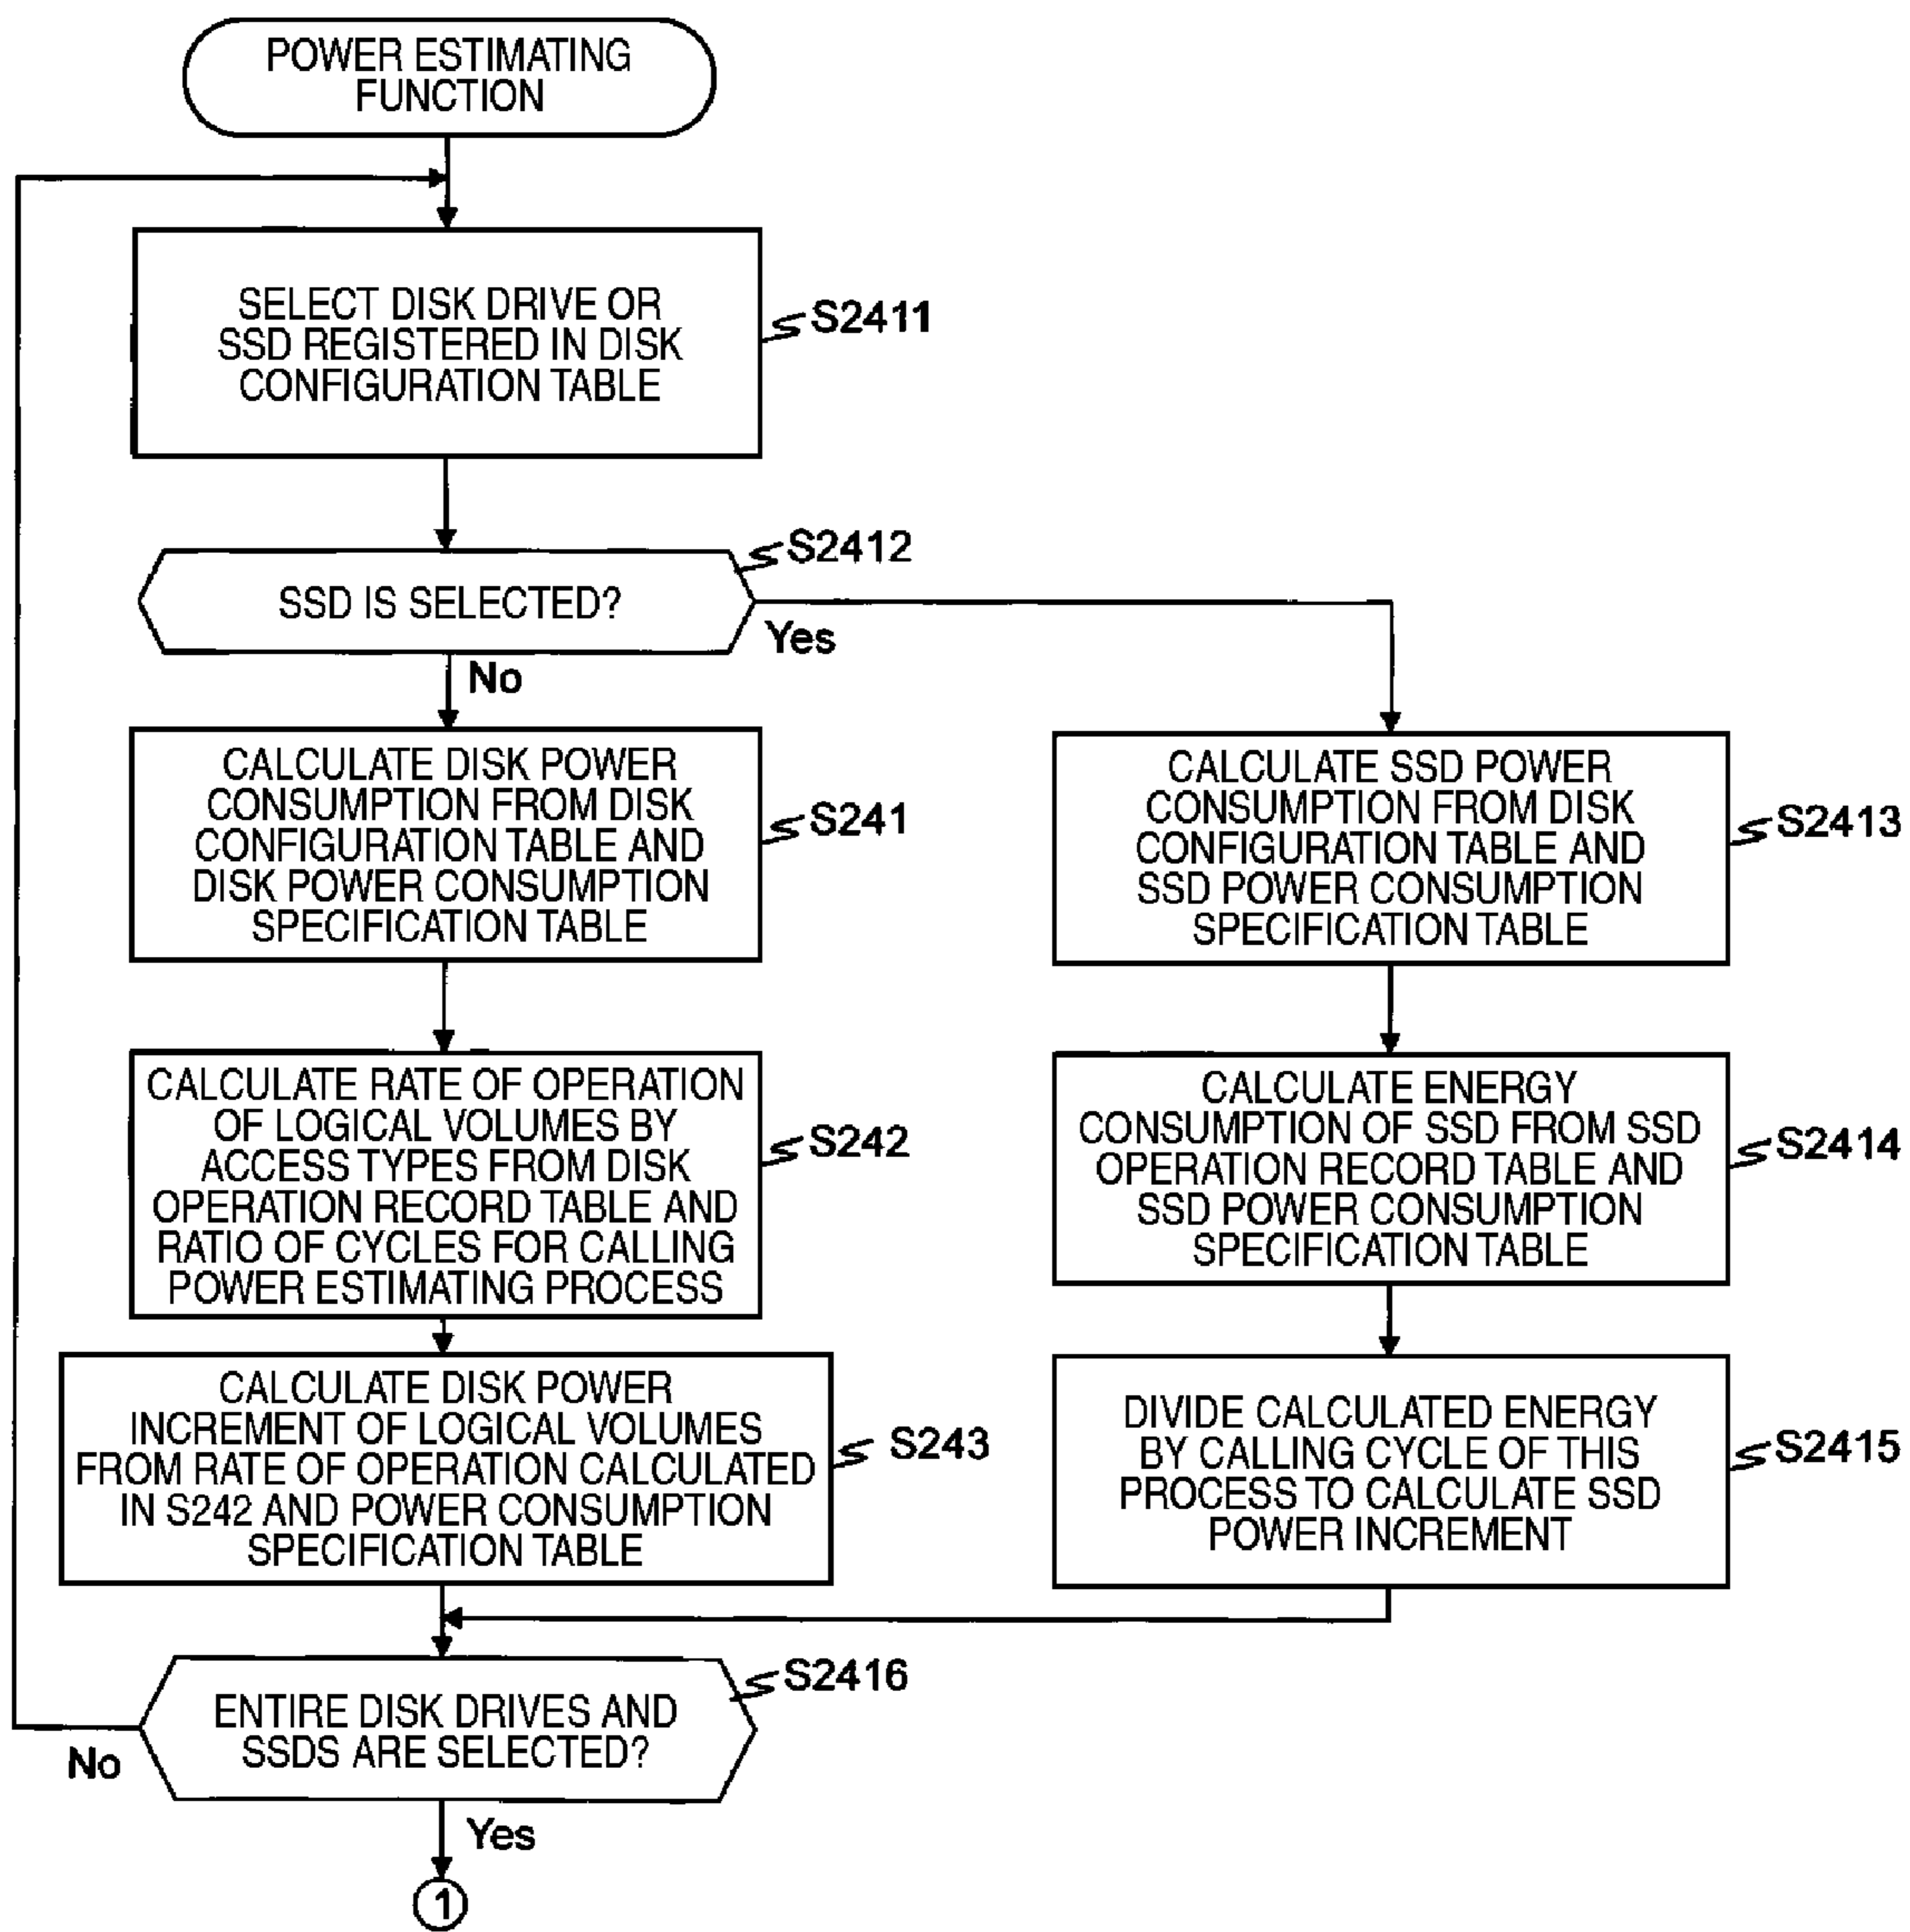 POWER ESTIMATING
FUNCTION
SELECT DISK DRIVE OR
SSD REGISTERED IN DISK
CONFIGURATION TABLE
S2411
SSD IS SELECTED?
S2412
Yes
No
CALCULATE DISK POWER
CONSUMPTION FROM DISK
CONFIGURATION TABLE AND
DISK POWER CONSUMPTION
SPECIFICATION TABLE
S241
CALCULATE SSD POWER
CONSUMPTION FROM DISK
CONFIGURATION TABLE AND
SSD POWER CONSUMPTION
SPECIFICATION TABLE
S2413
CALCULATE RATE OF OPERATION
OF LOGICAL VOLUMES BY
ACCESS TYPES FROM DISK
OPERATION RECORD TABLE AND
RATIO OF CYCLES FOR CALLING
POWER ESTIMATING PROCESS
S242
CALCULATE ENERGY
CONSUMPTION OF SSD FROM SSD
OPERATION RECORD TABLE AND
SSD POWER CONSUMPTION
SPECIFICATION TABLE
S2414
CALCULATE DISK POWER
INCREMENT OF LOGICAL VOLUMES
FROM RATE OF OPERATION CALCULATED
IN S242 AND POWER CONSUMPTION
SPECIFICATION TABLE
S243
DIVIDE CALCULATED ENERGY
BY CALLING CYCLE OF THIS
PROCESS TO CALCULATE SSD
POWER INCREMENT
S2415
ENTIRE DISK DRIVES AND
SSDS ARE SELECTED?
S2416
No
Yes
1